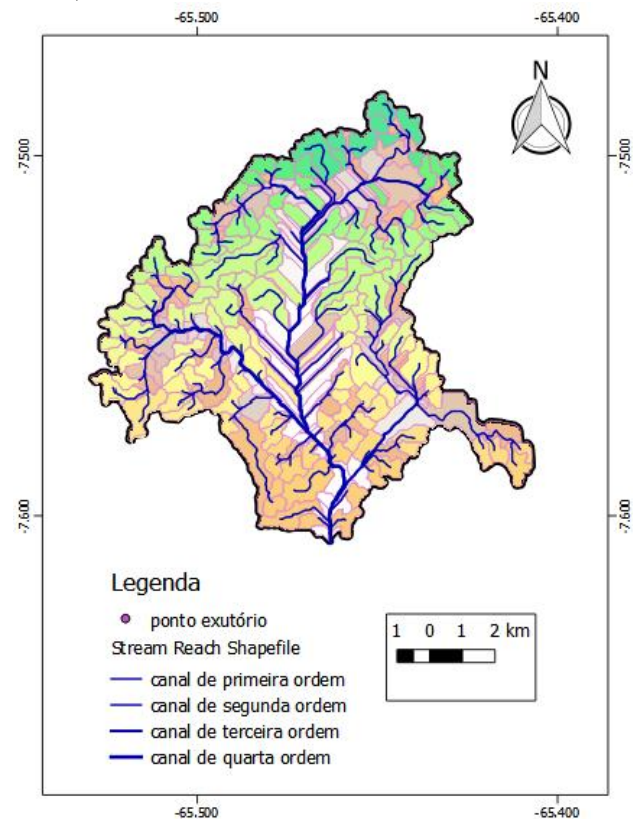 -65.500 -65.400
N
-7.500 -7.500
-7.600 -7.600
Legenda
ponto exutório
Stream Reach Shapefile
canal de primeira ordem
canal de segunda ordem
canal de terceira ordem
canal de quarta ordem
1 0 1 2 km
-65.500 -65.400